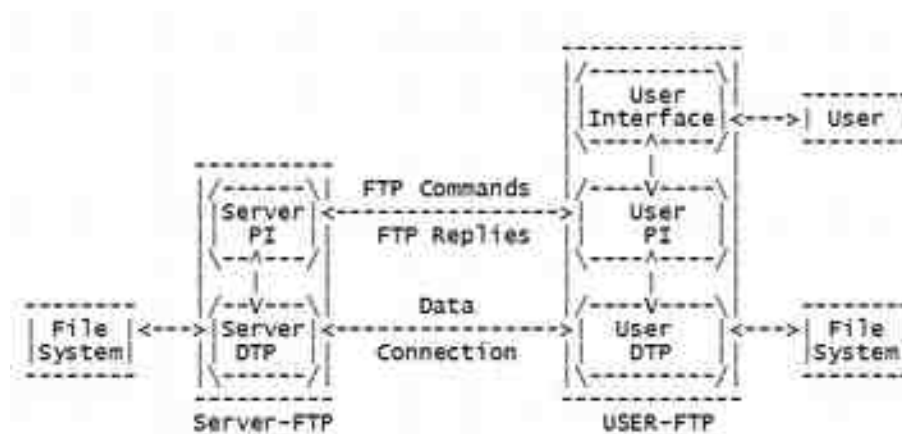 User
Interface
User
FTP Commands
Server
PI
User
PI
FTP Replies
Data
File
System
Server
DTP
User
DTP
File
System
Connection
Server-FTP
USER-FTP